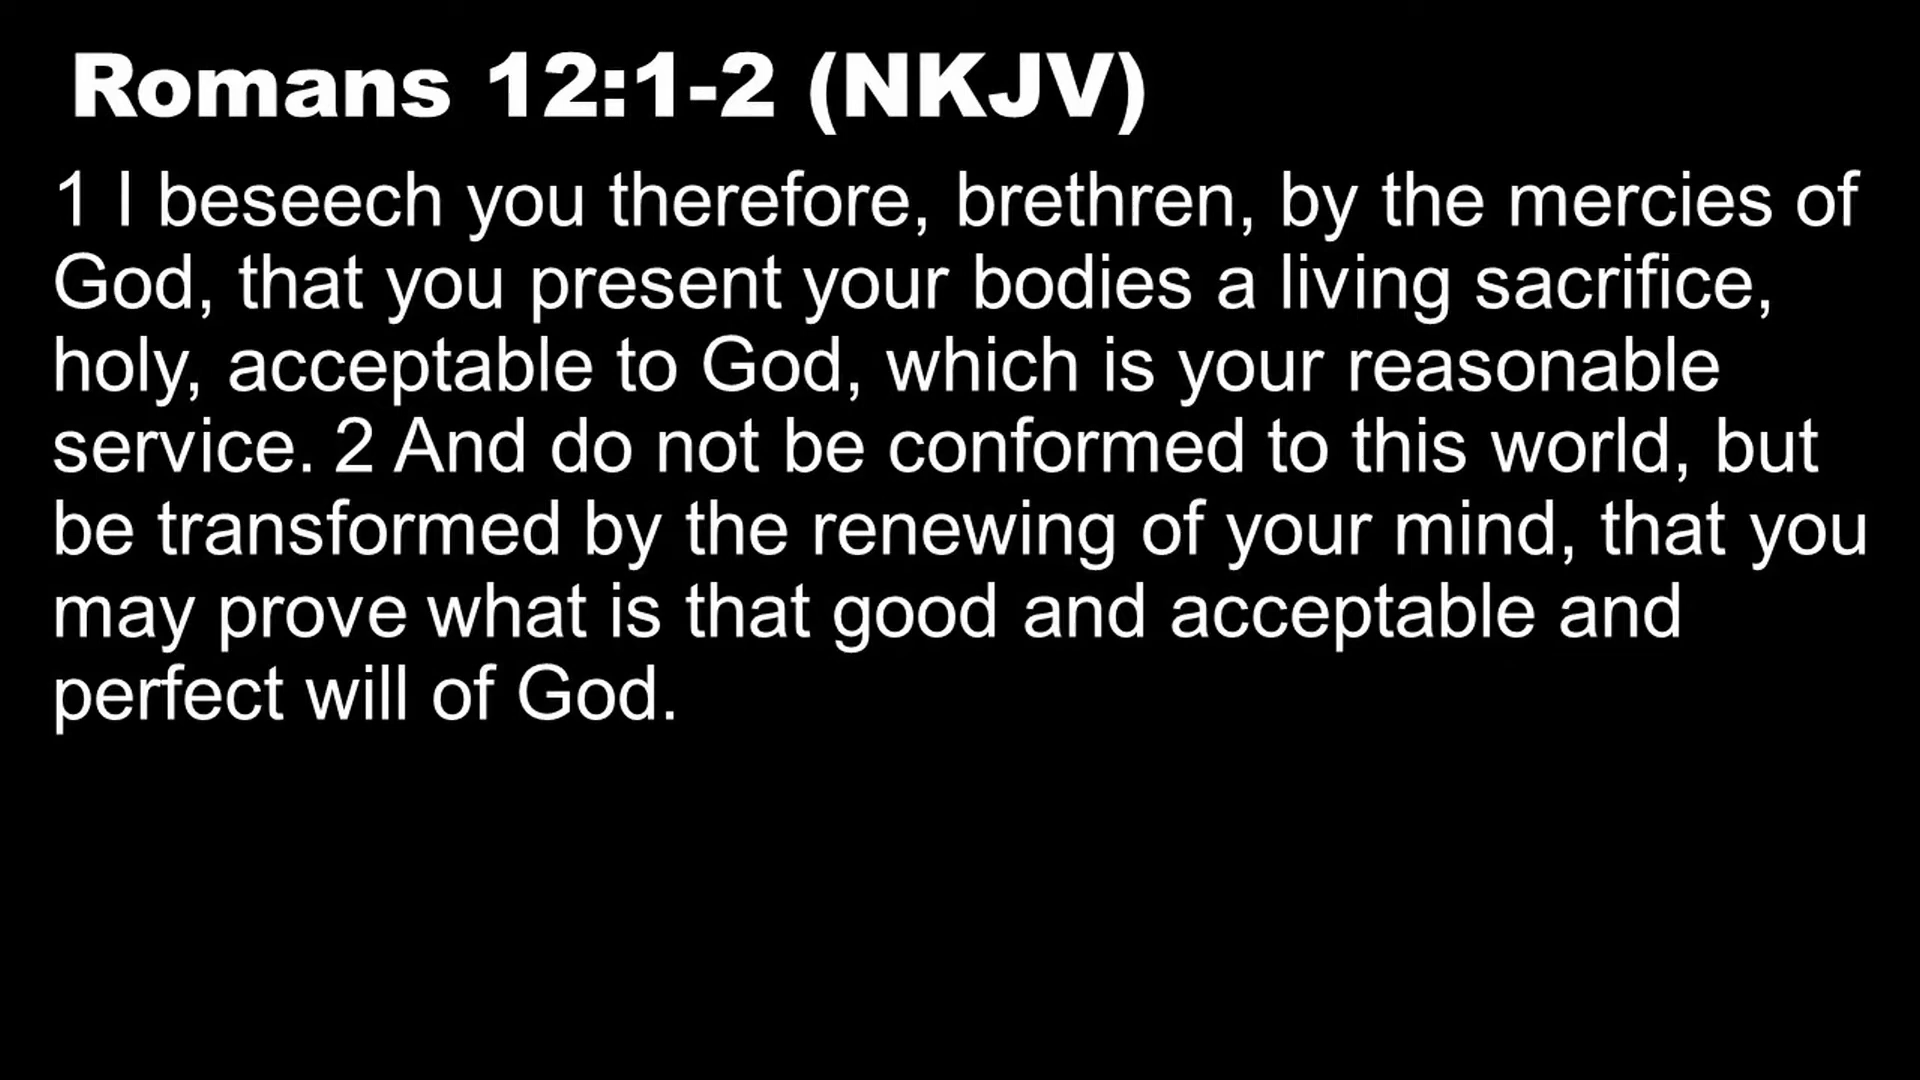 Romans 12:1-2 (NKJV)
1 I beseech you therefore, brethren, by the mercies of
God, that you present your bodies a living sacrifice,
holy, acceptable to God, which is your reasonable
service. 2 And do not be conformed to this world, but
be transformed by the renewing of your mind, that you
may prove what is that good and acceptable and
perfect will of God.